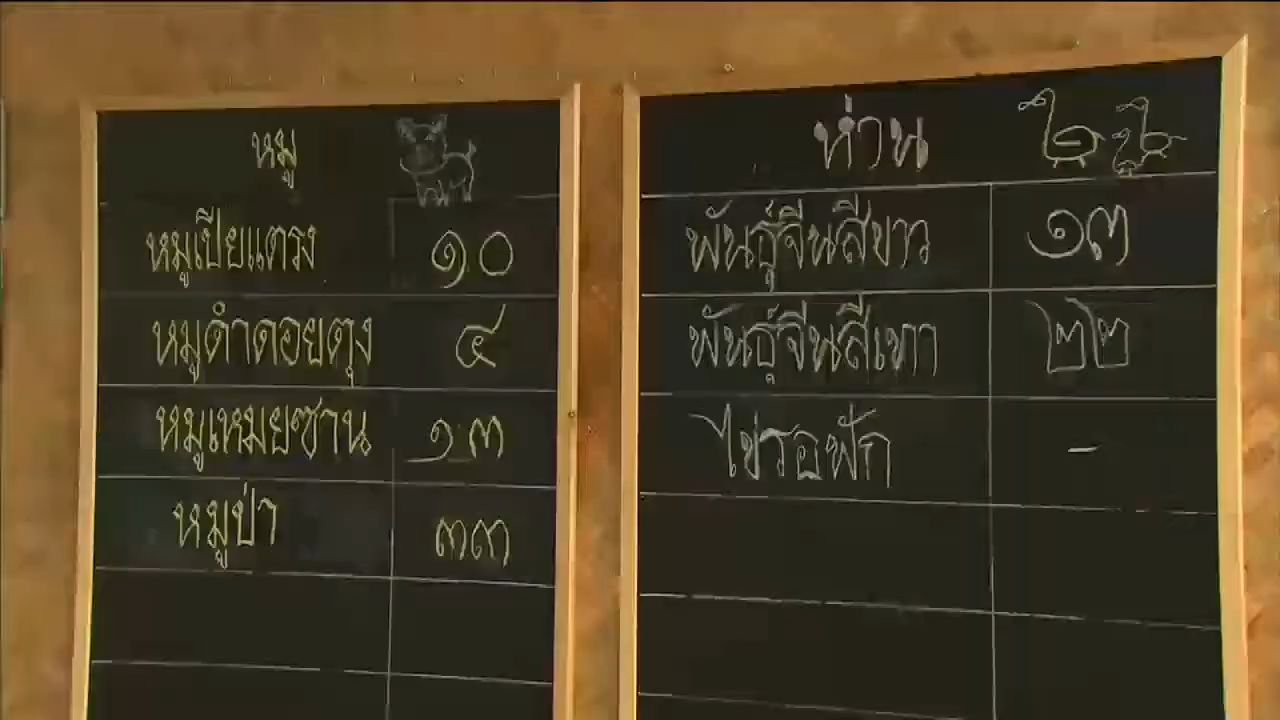 หมู
หมูเปียแตรง ๑๐
หมูดำดอยตุง ๔
หมูเหมยซาน ๑๓
หมูป่า ๓๓
ห่าน
พันธุ์จีนสีขาว ๑๓
พันธุ์จีนสีเทา ๒๒
ไข่รอฟัก -